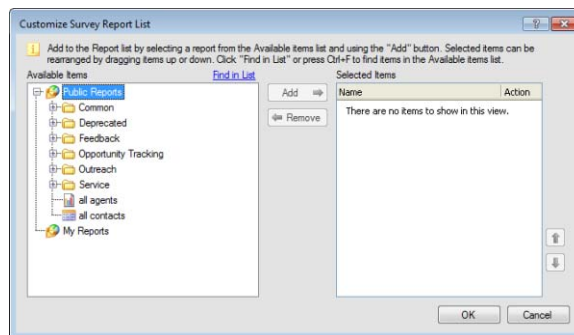 Customize Survey Report List
Add to the Report list by selecting a report from the Available items list and using the "Add" button. Selected items can be
rearranged by dragging items up or down. Click "Find in List" or press Ctrl+F to find items in the Available items list.
Available Items
Find in List
Public Reports
Common
Deprecated
Feedback
Opportunity Tracking
Outreach
Service
all agents
all contacts
My Reports
Add
Remove
Selected Items
Name Action
There are no items to show in this view.
OK Cancel